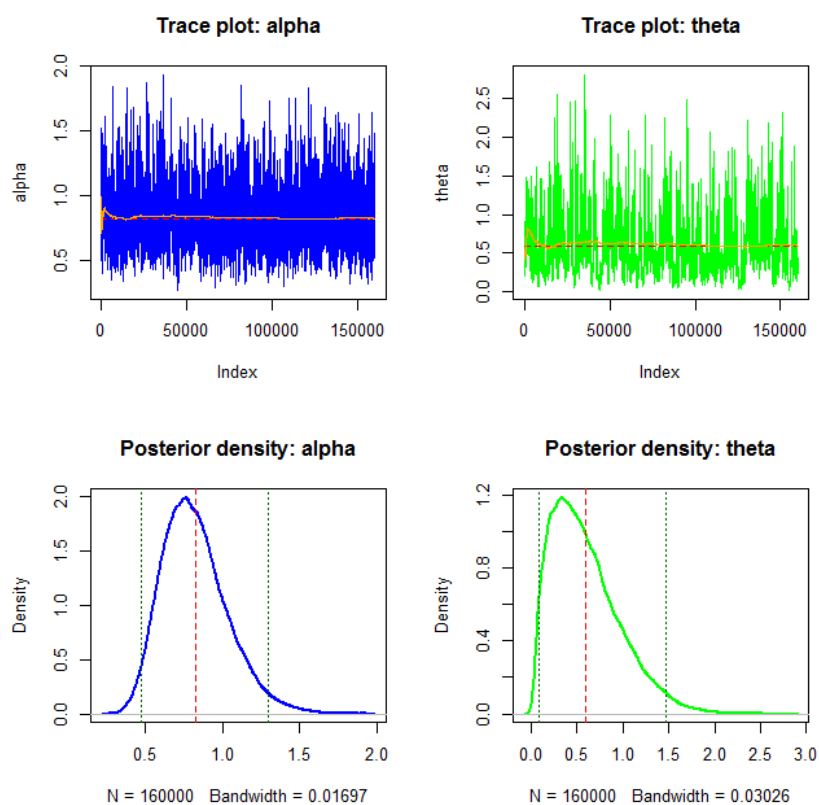 Trace plot: alpha
alpha
2.0
1.5
1.0
0.5
0 50000 100000 150000
Index
Trace plot: theta
theta
2.5
2.0
1.5
1.0
0.5
0.0
0 50000 100000 150000
Index
Posterior density: alpha
Density
2.0
1.5
1.0
0.5
0.0
0.5 1.0 1.5 2.0
N = 160000 Bandwidth = 0.01697
Posterior density: theta
Density
1.2
0.8
0.4
0.0
0.0 0.5 1.0 1.5 2.0 2.5 3.0
N = 160000 Bandwidth = 0.03026